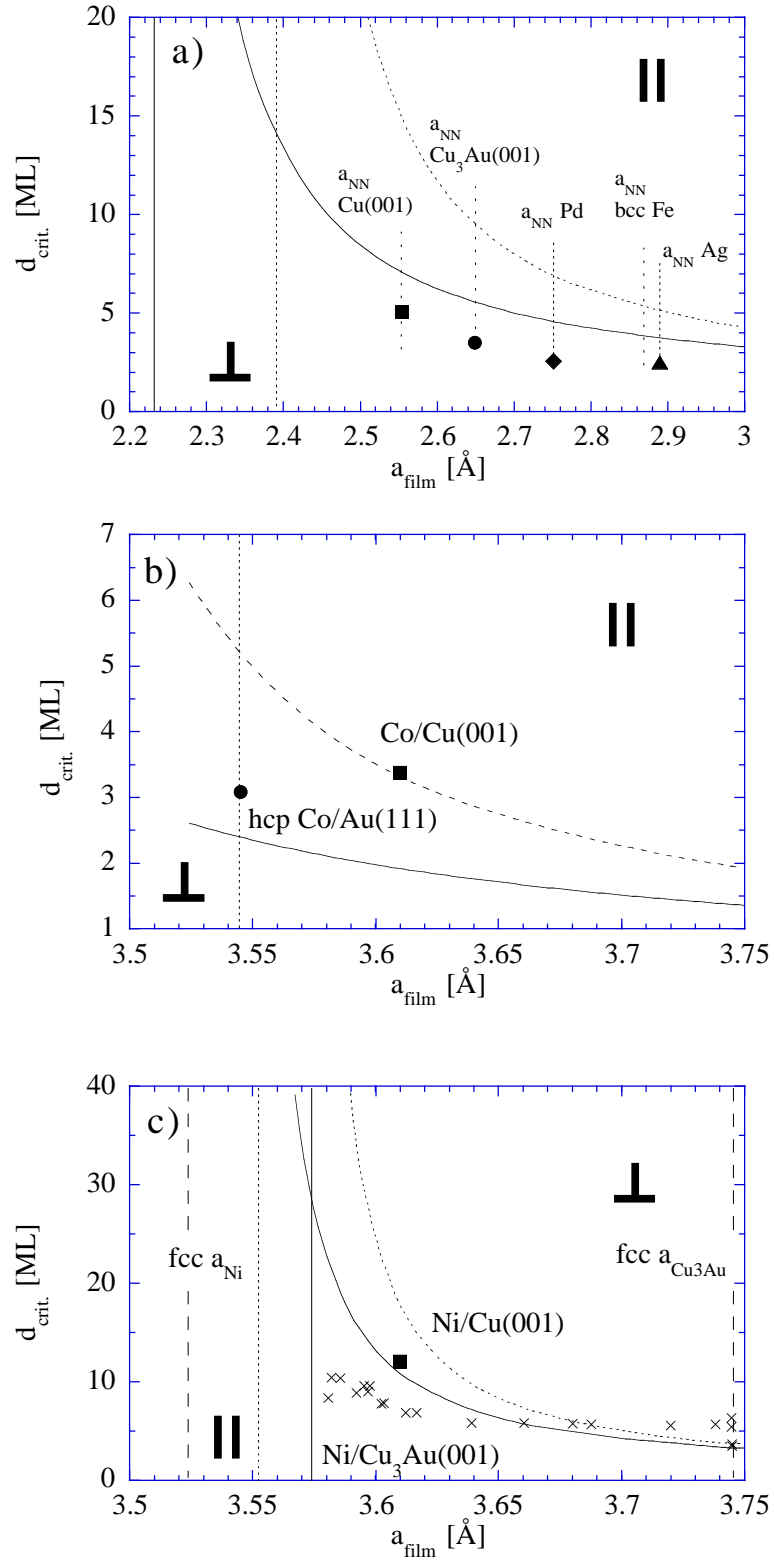 20
a)
||
15
a_NN
Cu_3Au(001)
a_NN
Cu(001)
a_NN
bcc Fe
a_NN Pd
a_NN Ag
10
5
⊥
0
d_crit. [ML]
2.2 2.3 2.4 2.5 2.6 2.7 2.8 2.9 3
a_film [Å]
7
b)
||
6
5
Co/Cu(001)
4
3
hcp Co/Au(111)
2
⊥
1
d_crit. [ML]
3.5 3.55 3.6 3.65 3.7 3.75
a_film [Å]
40
c)
⊥
30
fcc a_Ni
fcc a_Cu3Au
20
Ni/Cu(001)
10
||
Ni/Cu_3Au(001)
0
d_crit. [ML]
3.5 3.55 3.6 3.65 3.7 3.75
a_film [Å]